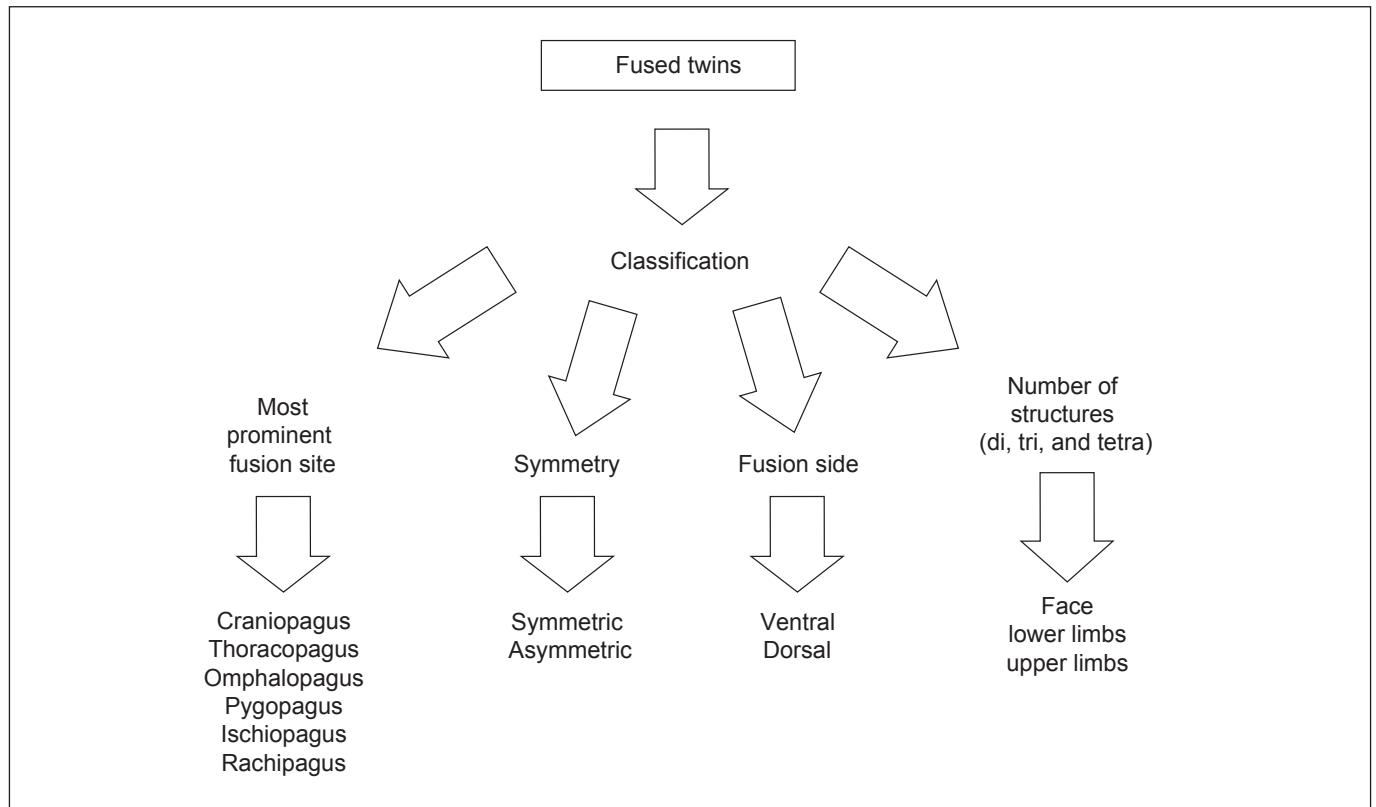 Fused twins
Classification
Most
prominent
fusion site
Craniopagus
Thoracopagus
Omphalopagus
Pygopagus
Ischiopagus
Rachipagus
Symmetry
Symmetric
Asymmetric
Fusion side
Ventral
Dorsal
Number of
structures
(di, tri, and tetra)
Face
lower limbs
upper limbs